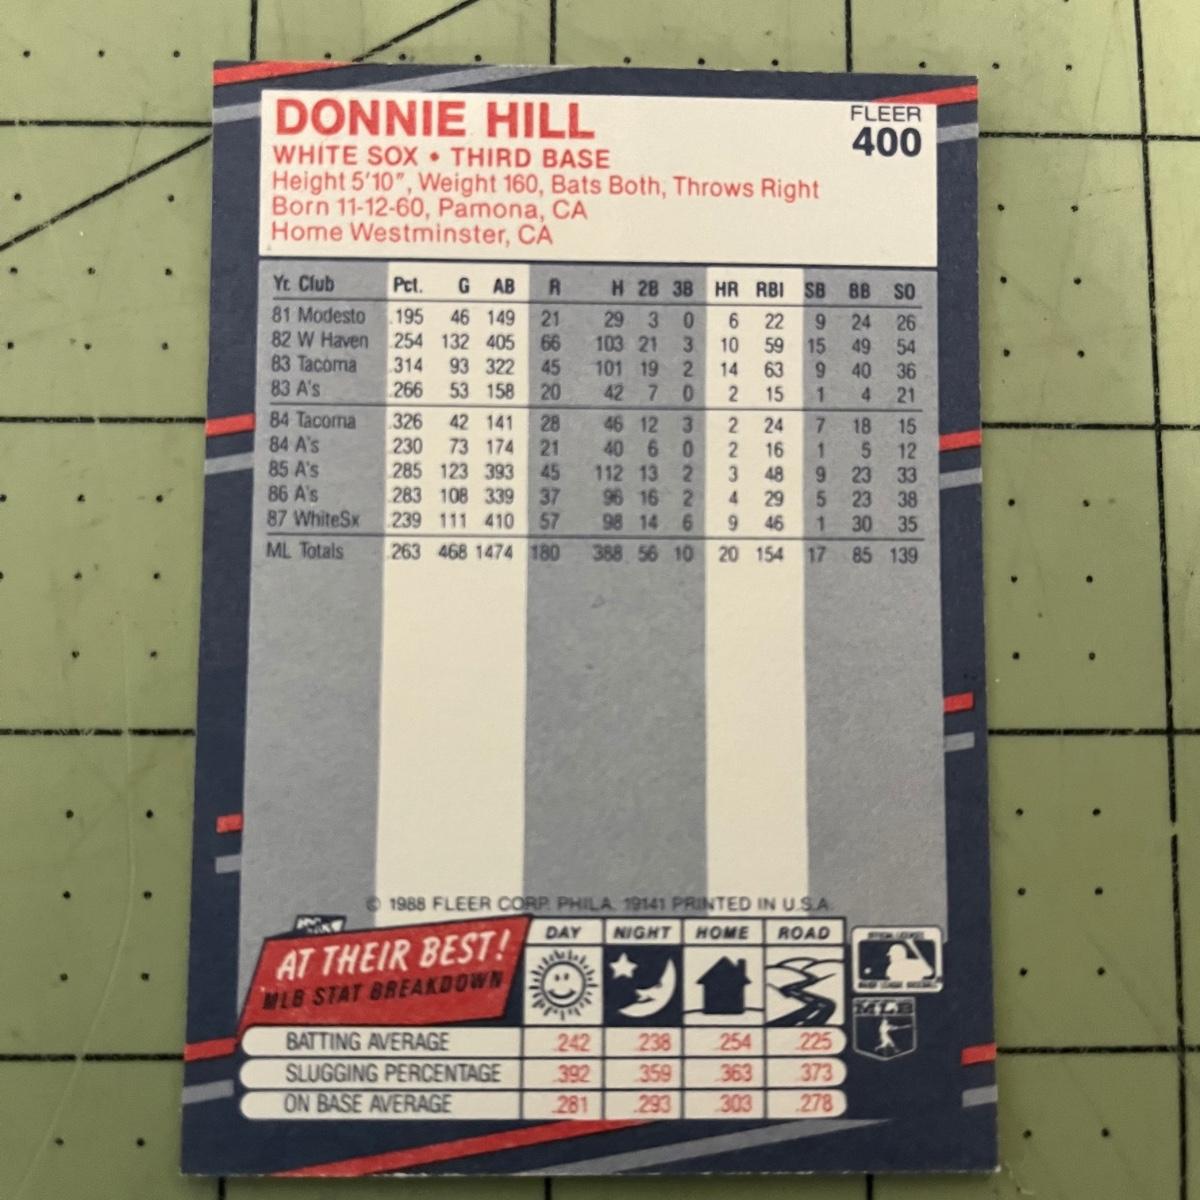 DONNIE HILL
FLEER
400
WHITE SOX • THIRD BASE
Height 5'10", Weight 160, Bats Both, Throws Right
Born 11-12-60, Pamona, CA
Home Westminster, CA
Yr. Club Pct. G AB R H 2B 3B HR RBI SB BB SO
81 Modesto .195 46 149 21 29 3 0 6 22 9 24 26
82 W Haven .254 132 405 66 103 21 3 10 59 15 49 54
83 Tacoma .314 93 322 45 101 19 2 14 63 9 40 36
83 A's .266 53 158 20 42 7 0 2 15 1 4 21
84 Tacoma .326 42 141 28 46 12 3 2 24 7 18 15
84 A's .230 73 174 21 40 6 0 2 16 1 5 12
85 A's .285 123 393 45 112 13 2 3 48 9 23 33
86 A's .283 108 339 37 96 16 2 4 29 5 23 38
87 WhiteSx .239 111 410 57 98 14 6 9 46 1 30 35
ML Totals .263 468 1474 180 388 56 10 20 154 17 85 139
© 1988 FLEER CORP. PHILA. 19141 PRINTED IN U.S.A.
AT THEIR BEST!
MLB STAT BREAKDOWN
DAY NIGHT HOME ROAD
BATTING AVERAGE .242 .238 .254 .225
SLUGGING PERCENTAGE .392 .359 .363 .373
ON BASE AVERAGE .281 .293 .303 .278
MLB